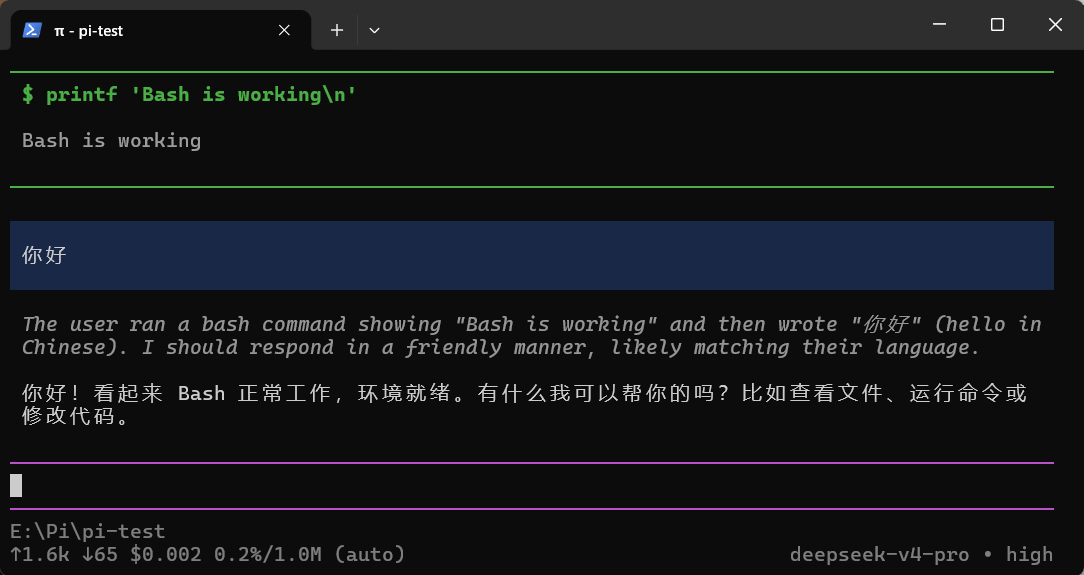 π - pi-test
$ printf 'Bash is working\n'
Bash is working
你好
The user ran a bash command showing "Bash is working" and then wrote "你好" (hello in
Chinese). I should respond in a friendly manner, likely matching their language.
你好！看起来 Bash 正常工作，环境就绪。有什么我可以帮你的吗？比如查看文件、运行命令或
修改代码。
E:\Pi\pi-test
↑1.6k ↓65 $0.002 0.2%/1.0M (auto) deepseek-v4-pro • high